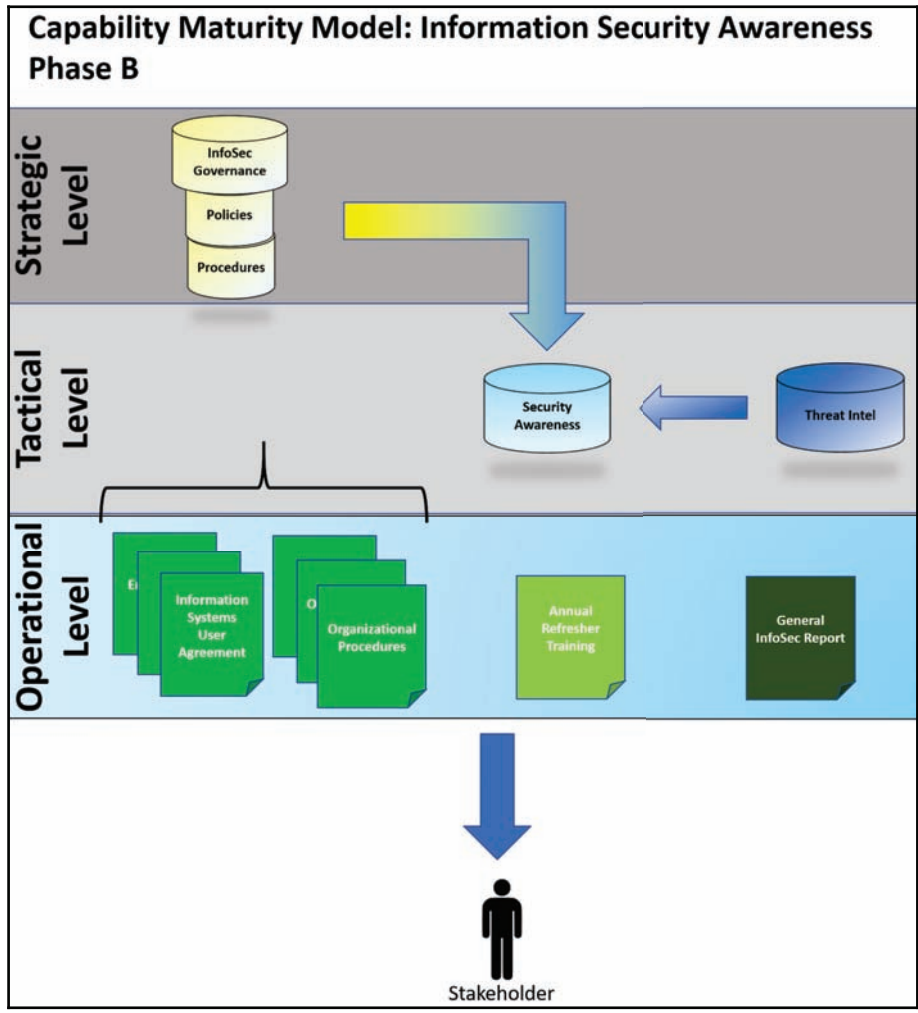 Capability Maturity Model: Information Security Awareness
Phase B
Strategic
Level
InfoSec
Governance
Policies
Procedures
Tactical
Level
Security
Awareness
Threat Intel
Operational
Level
Information
Systems
User
Agreement
Organizational
Procedures
Annual
Refresher
Training
General
InfoSec Report
Stakeholder